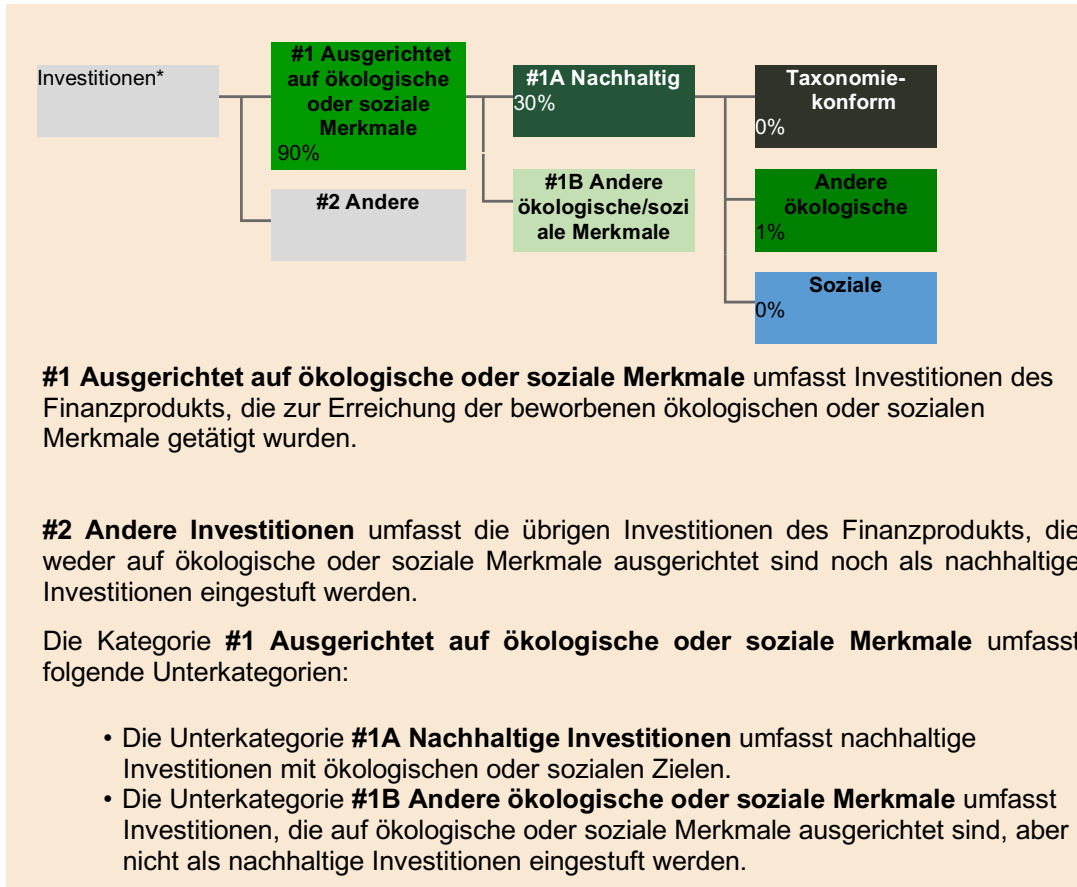 Investitionen*
#1 Ausgerichtet
auf ökologische
oder soziale
Merkmale
90%
#2 Andere
#1A Nachhaltig
30%
#1B Andere
ökologische/sozi
ale Merkmale
Taxonomie-
konform
0%
Andere
ökologische
1%
Soziale
0%
#1 Ausgerichtet auf ökologische oder soziale Merkmale umfasst Investitionen des
Finanzprodukts, die zur Erreichung der beworbenen ökologischen oder sozialen
Merkmale getätigt wurden.
#2 Andere Investitionen umfasst die übrigen Investitionen des Finanzprodukts, die
weder auf ökologische oder soziale Merkmale ausgerichtet sind noch als nachhaltige
Investitionen eingestuft werden.
Die Kategorie #1 Ausgerichtet auf ökologische oder soziale Merkmale umfasst
folgende Unterkategorien:
• Die Unterkategorie #1A Nachhaltige Investitionen umfasst nachhaltige
Investitionen mit ökologischen oder sozialen Zielen.
• Die Unterkategorie #1B Andere ökologische oder soziale Merkmale umfasst
Investitionen, die auf ökologische oder soziale Merkmale ausgerichtet sind, aber
nicht als nachhaltige Investitionen eingestuft werden.